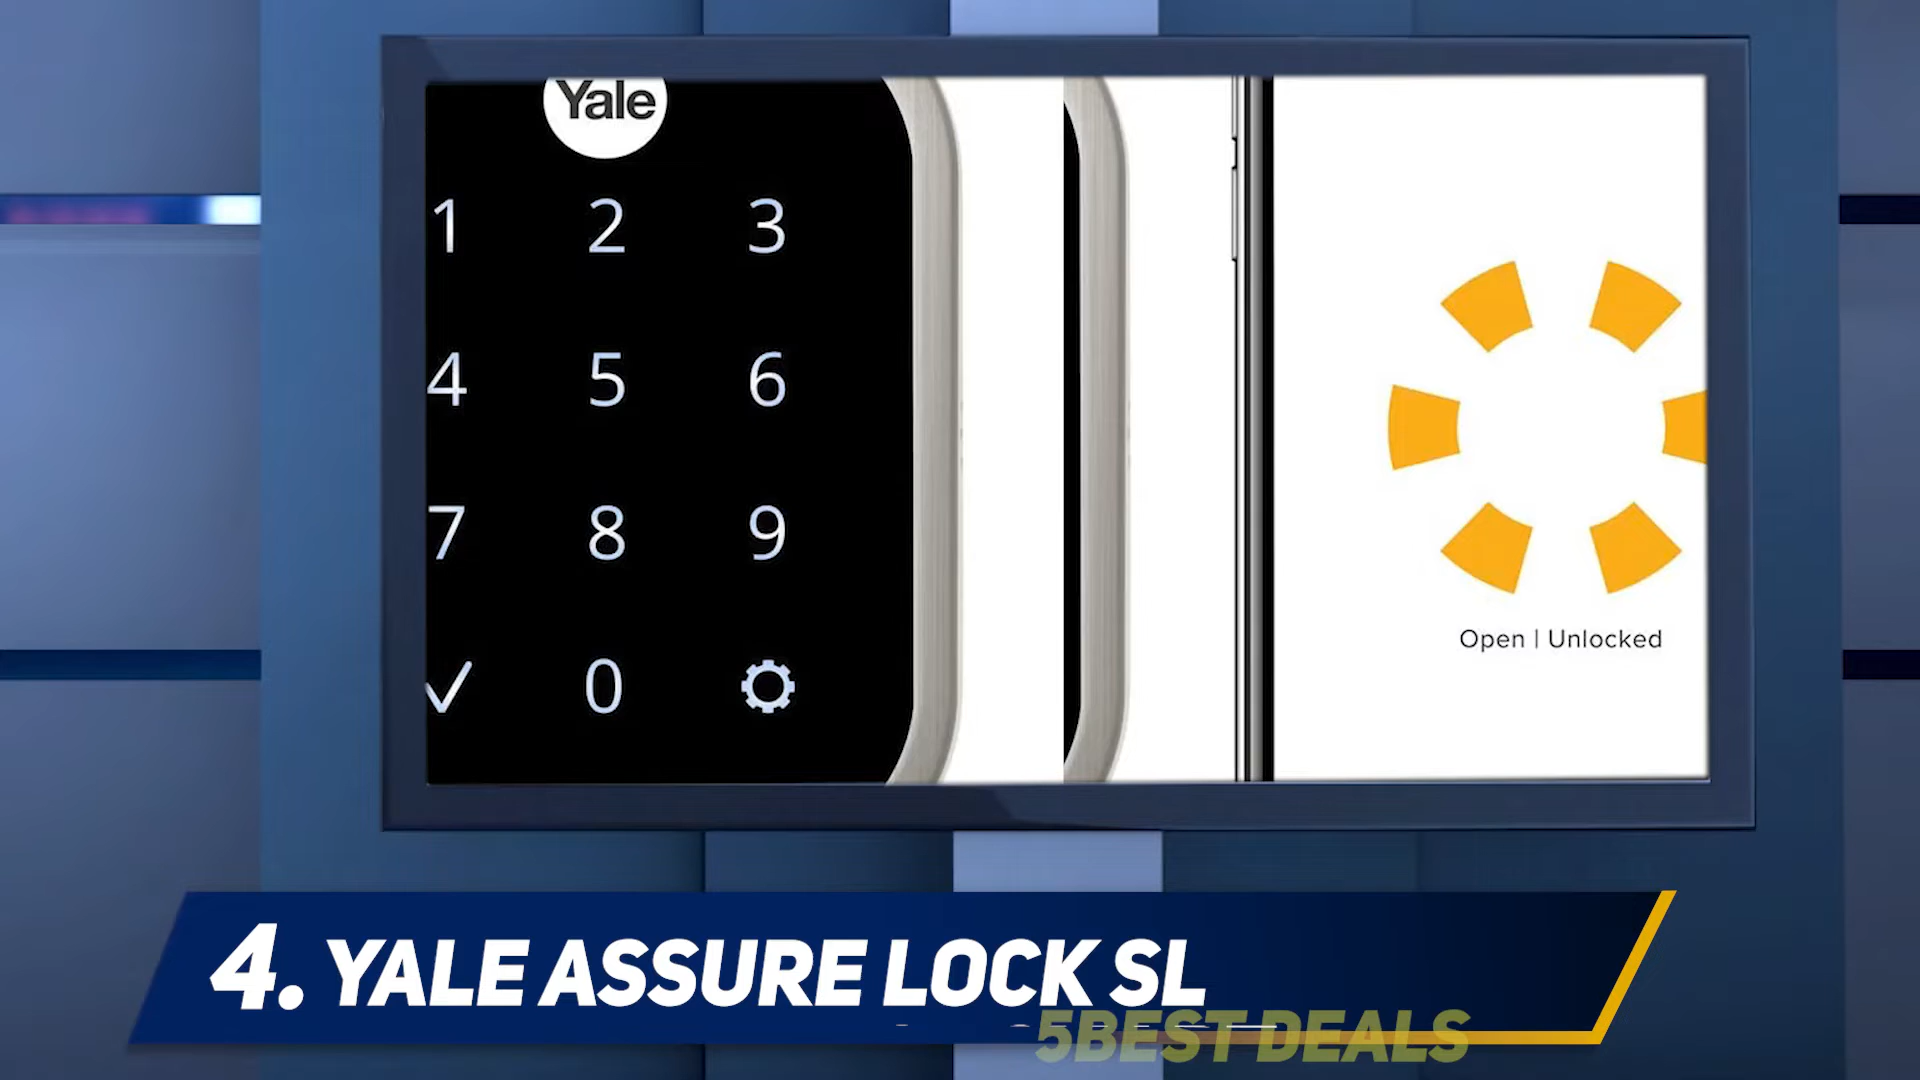 Yale
1 2 3
4 5 6
7 8 9
0
Open | Unlocked
4. YALE ASSURE LOCK SL
5BEST DEALS